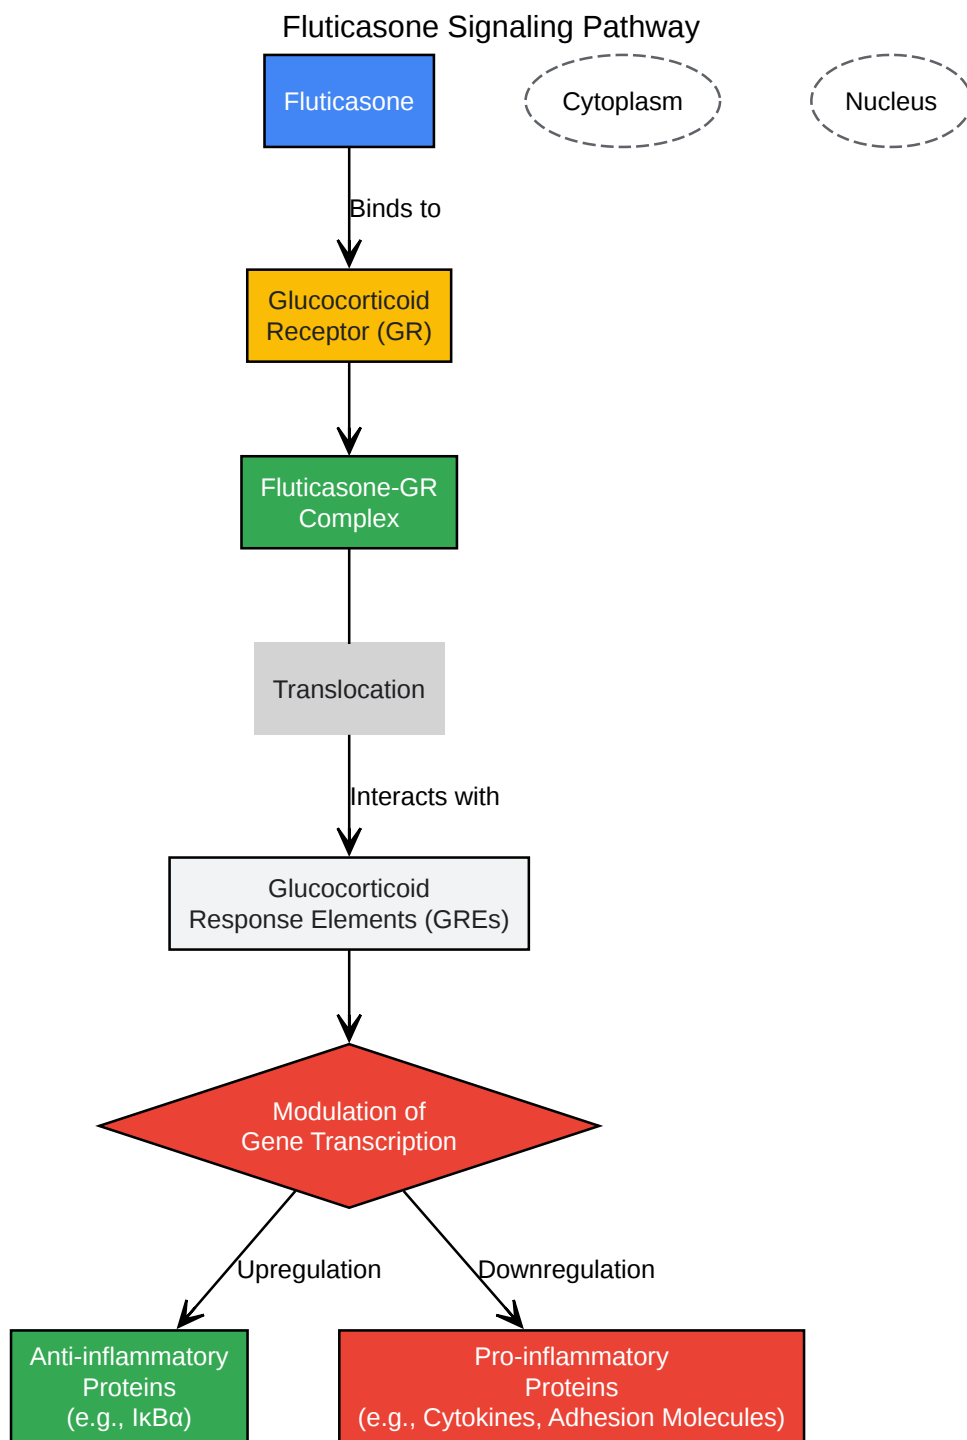 Fluticasone Signaling Pathway
Fluticasone
Cytoplasm
Nucleus
Binds to
Glucocorticoid
Receptor (GR)
Fluticasone-GR
Complex
Translocation
Interacts with
Glucocorticoid
Response Elements (GREs)
Modulation of
Gene Transcription
Upregulation
Downregulation
Anti-inflammatory
Proteins
(e.g., IκBα)
Pro-inflammatory
Proteins
(e.g., Cytokines, Adhesion Molecules)